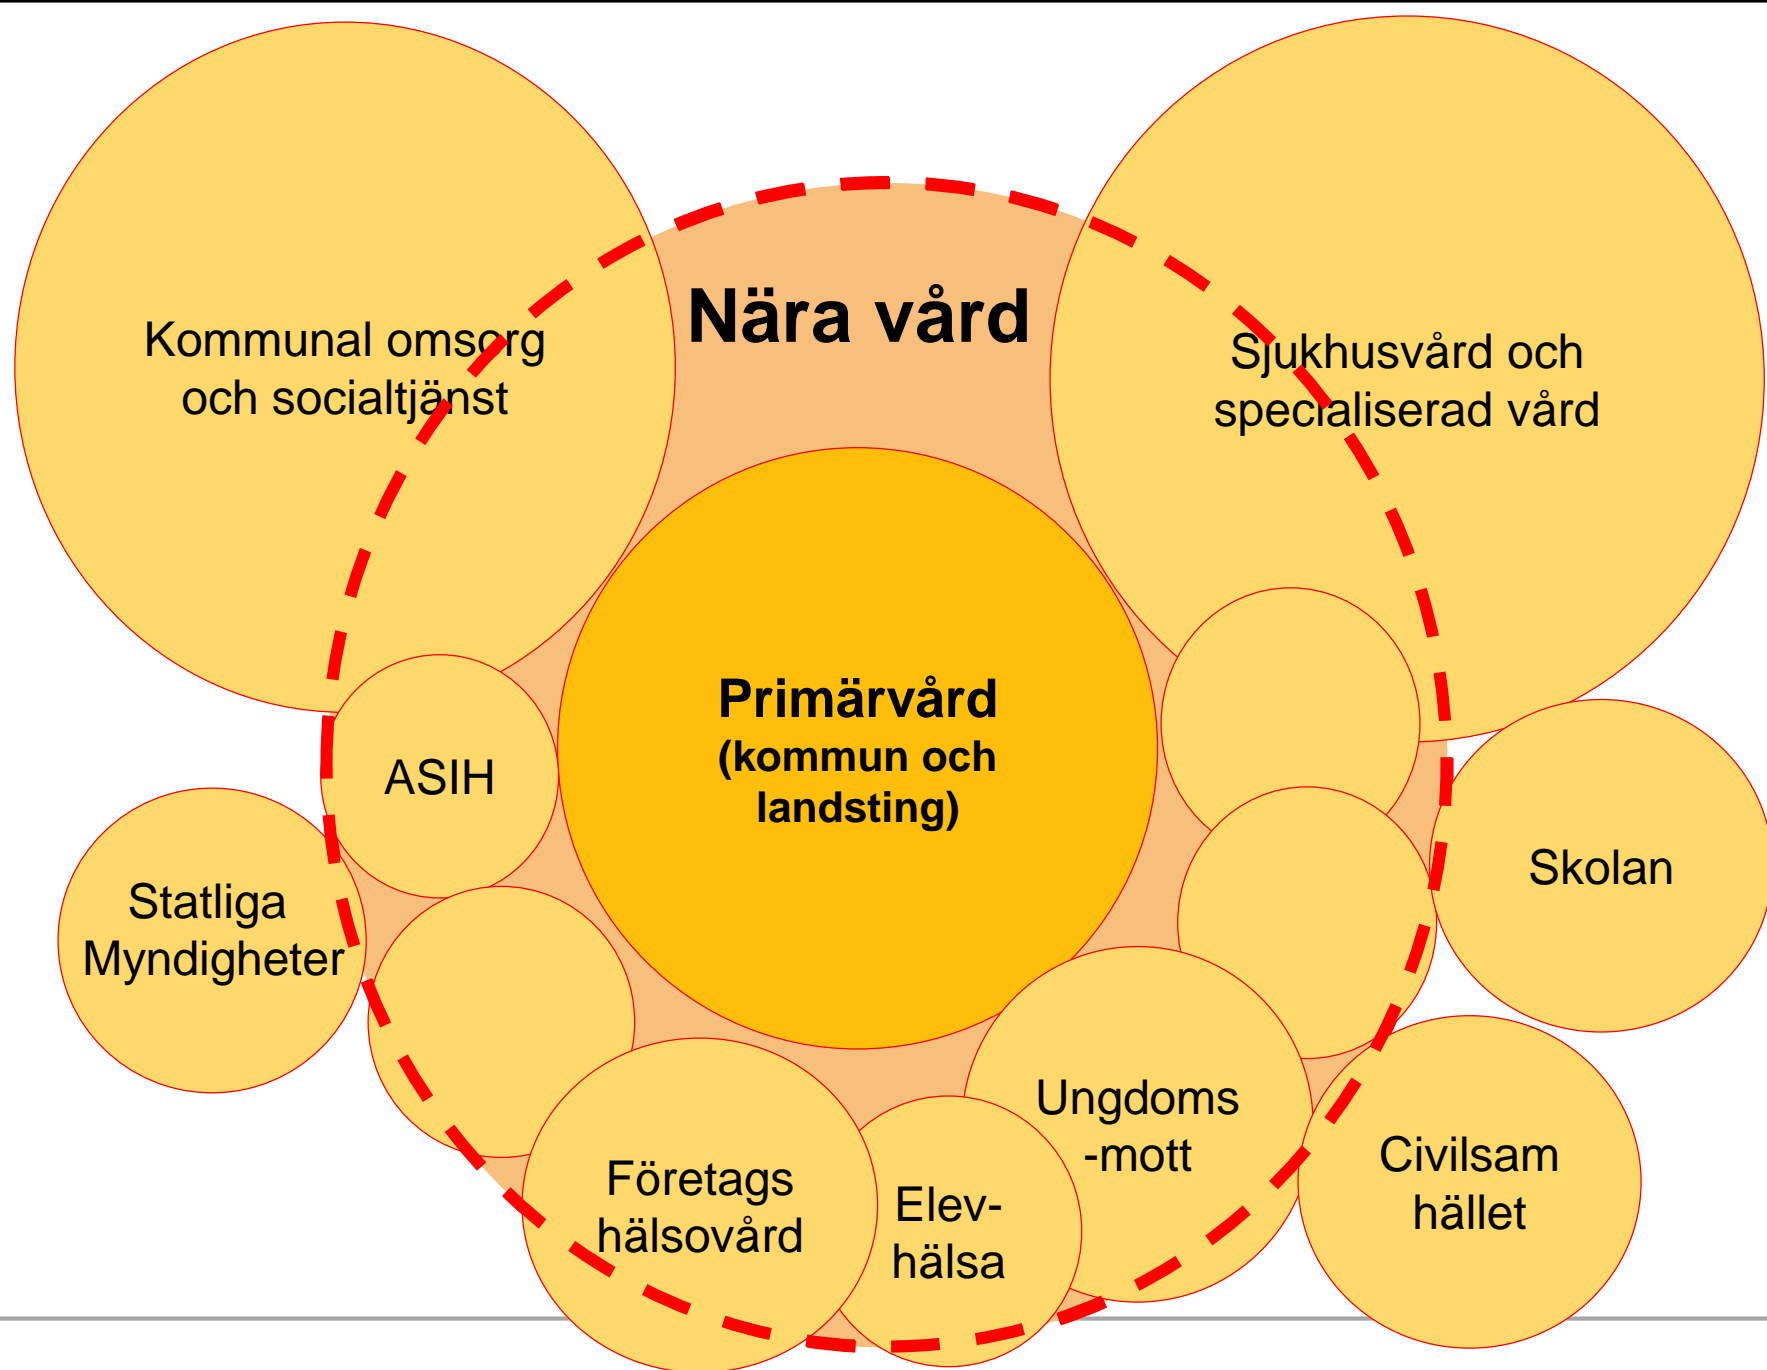 Nära vård
Kommunal omsorg
och socialtjänst
Sjukhusvård och
specialiserad vård
Primärvård
(kommun och
landsting)
ASIH
Statliga
Myndigheter
Skolan
Företags
hälsovård
Elev-
hälsa
Ungdoms
-mott
Civilsam
hället